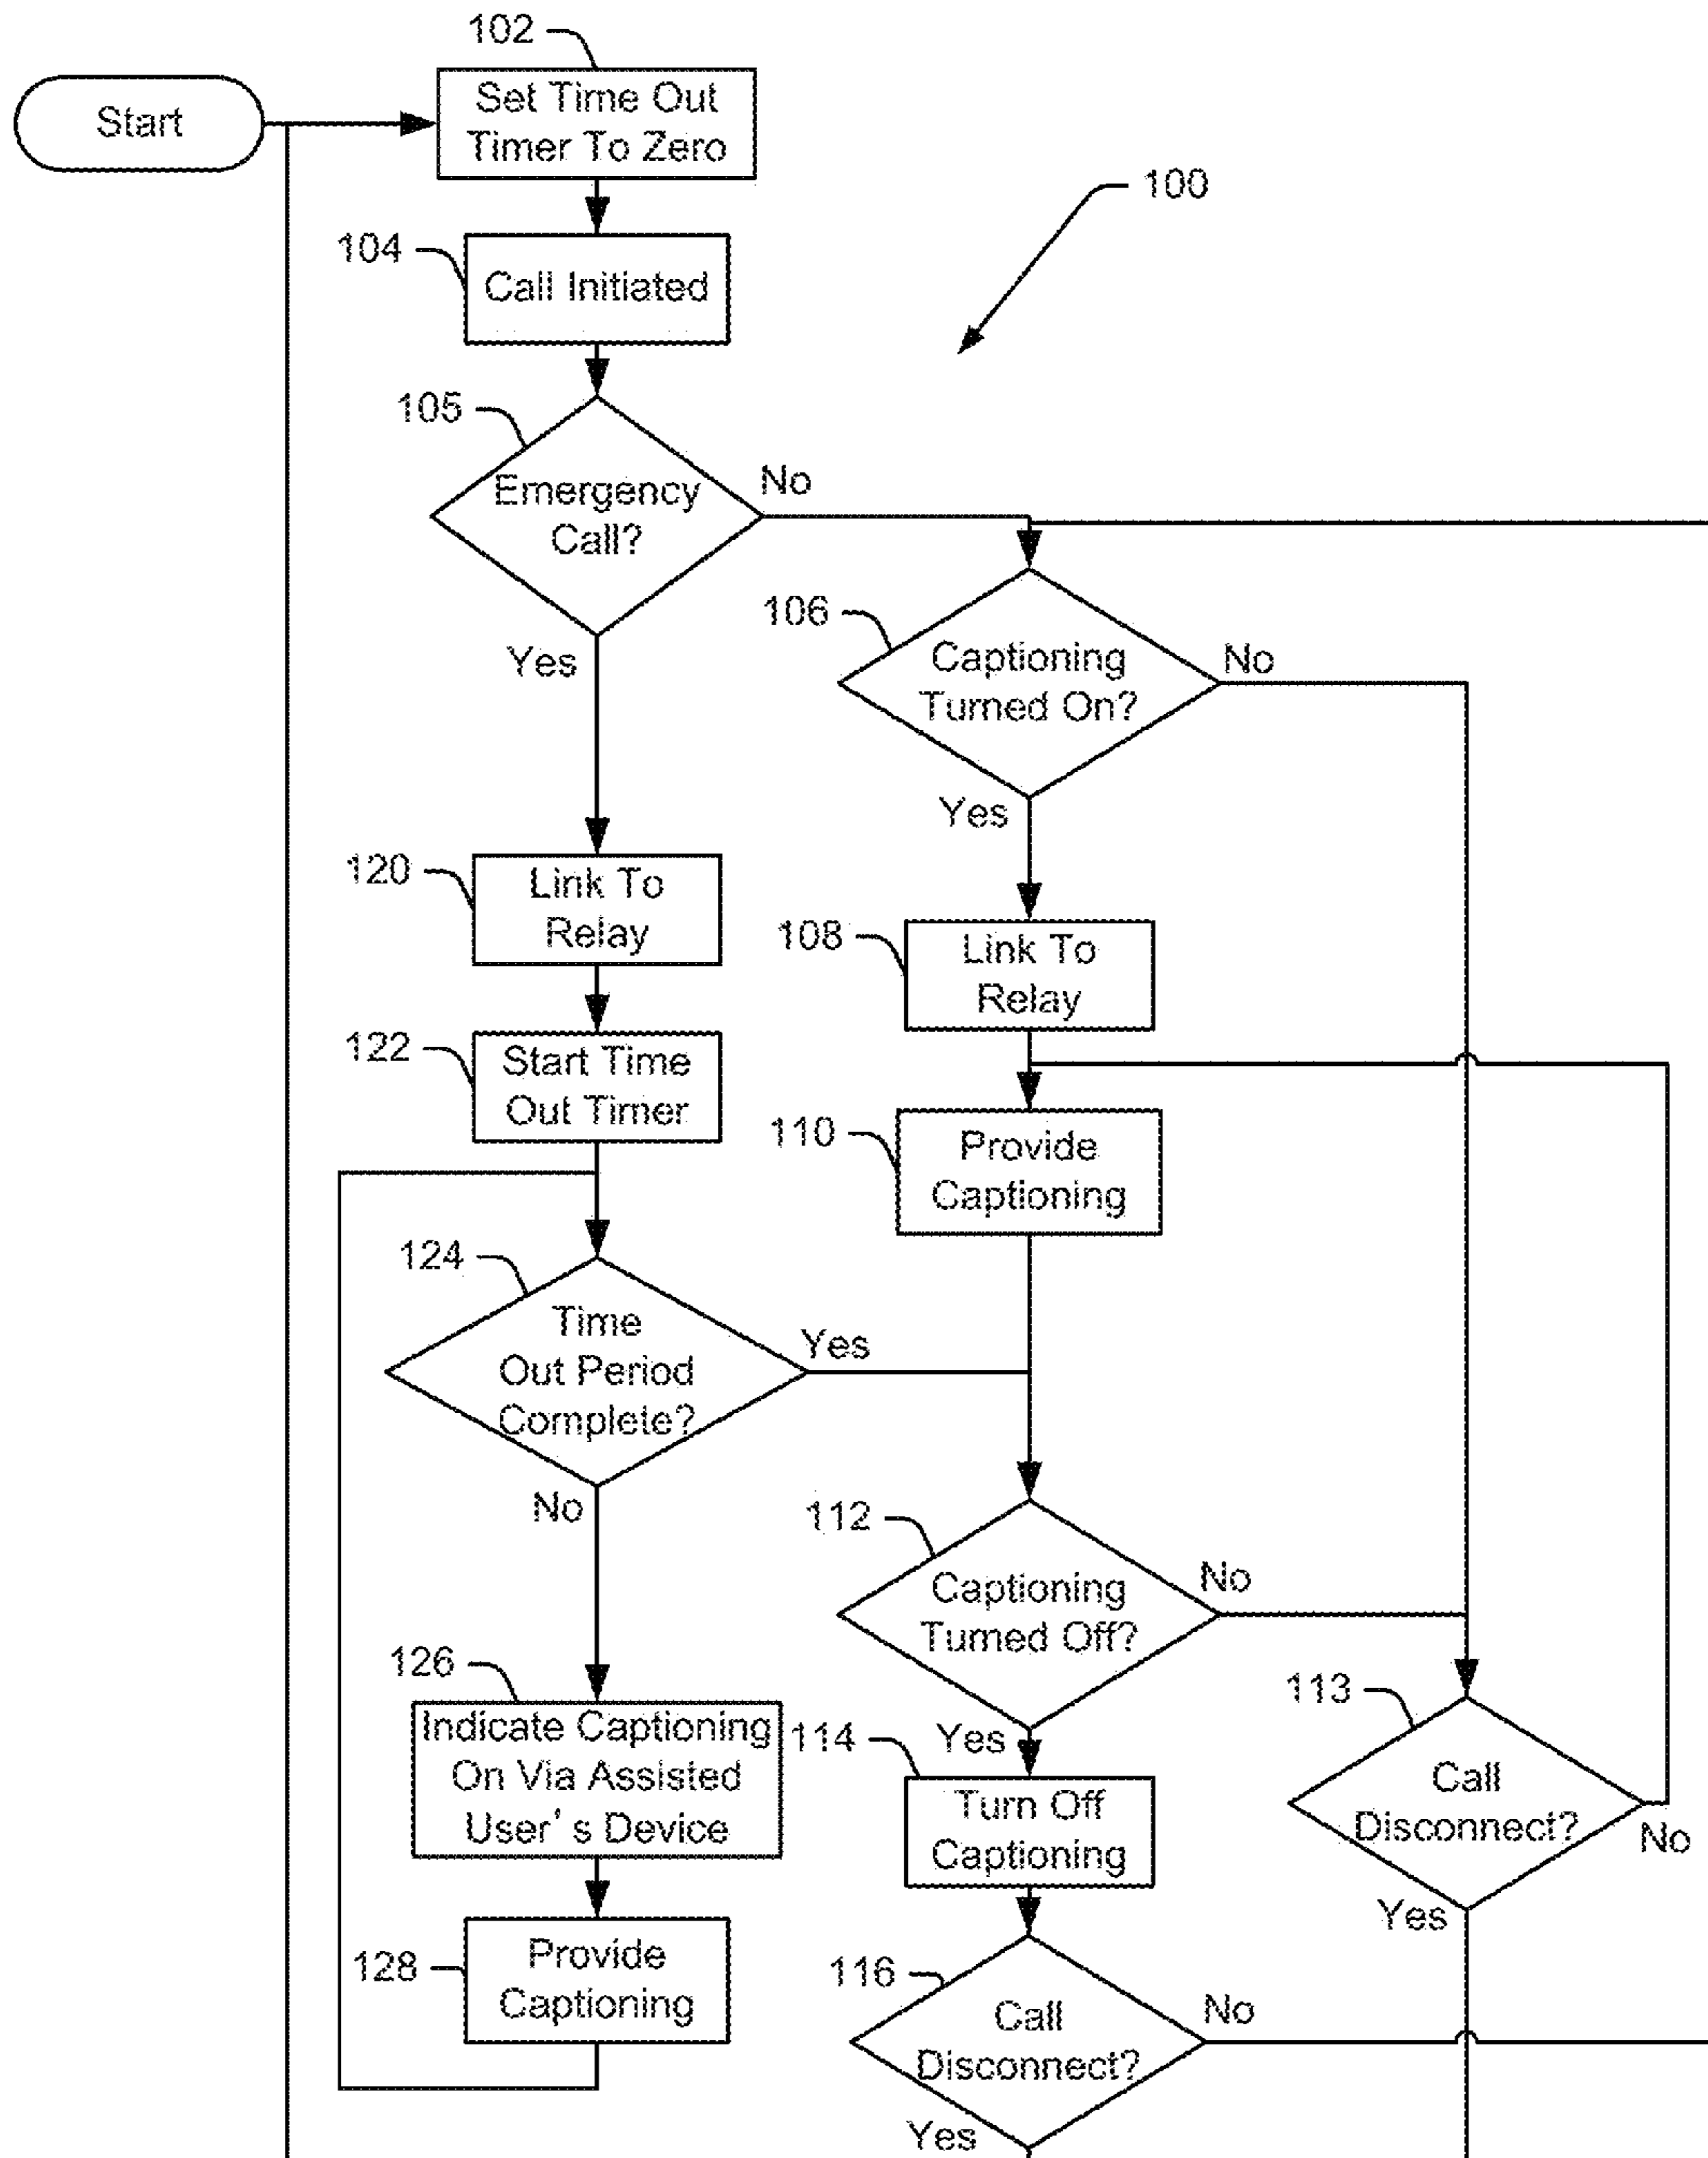 102
Start
Set Time Out
Timer To Zero
100
104
Call Initiated
105
Emergency
Call?
No
Yes
106
Captioning
Turned On?
No
Yes
120
Link To
Relay
108
Link To
Relay
122
Start Time
Out Timer
110
Provide
Captioning
124
Time
Out Period
Complete?
Yes
No
112
Captioning
Turned Off?
No
Yes
126
Indicate Captioning
On Via Assisted
User's Device
114
Turn Off
Captioning
113
Call
Disconnect?
No
Yes
128
Provide
Captioning
116
Call
Disconnect?
No
Yes